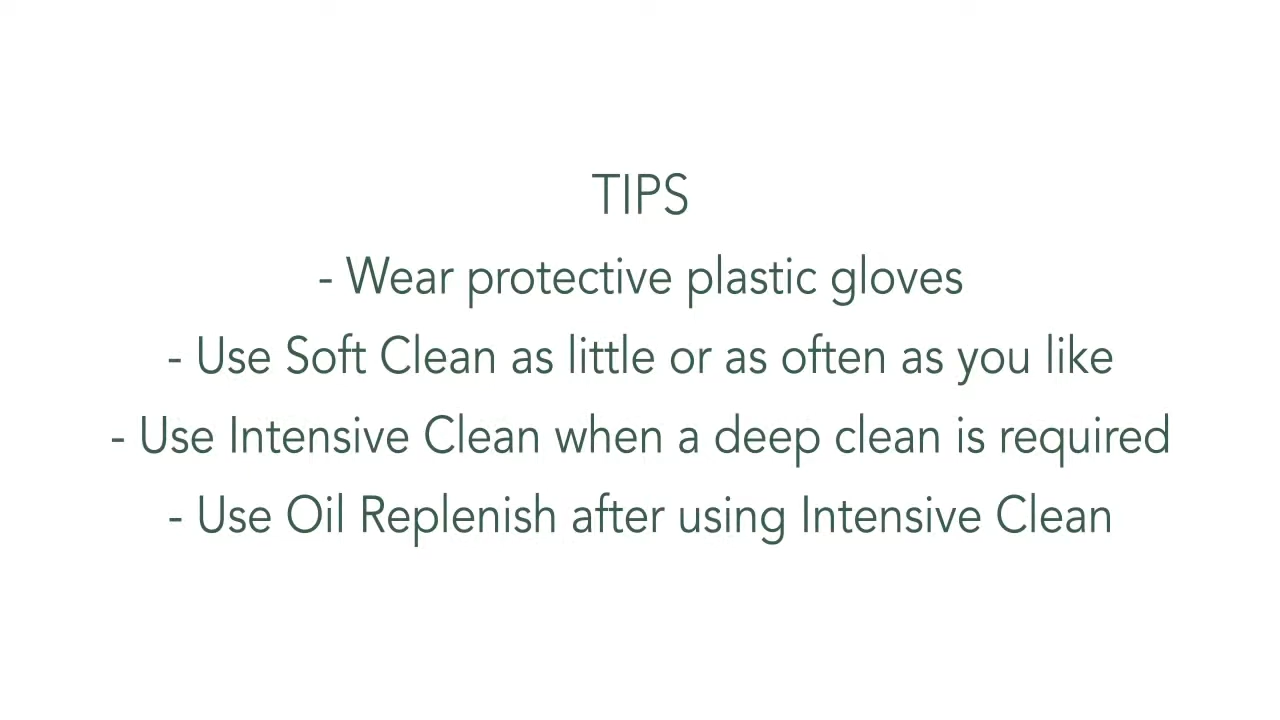 TIPS
- Wear protective plastic gloves
- Use Soft Clean as little or as often as you like
- Use Intensive Clean when a deep clean is required
- Use Oil Replenish after using Intensive Clean